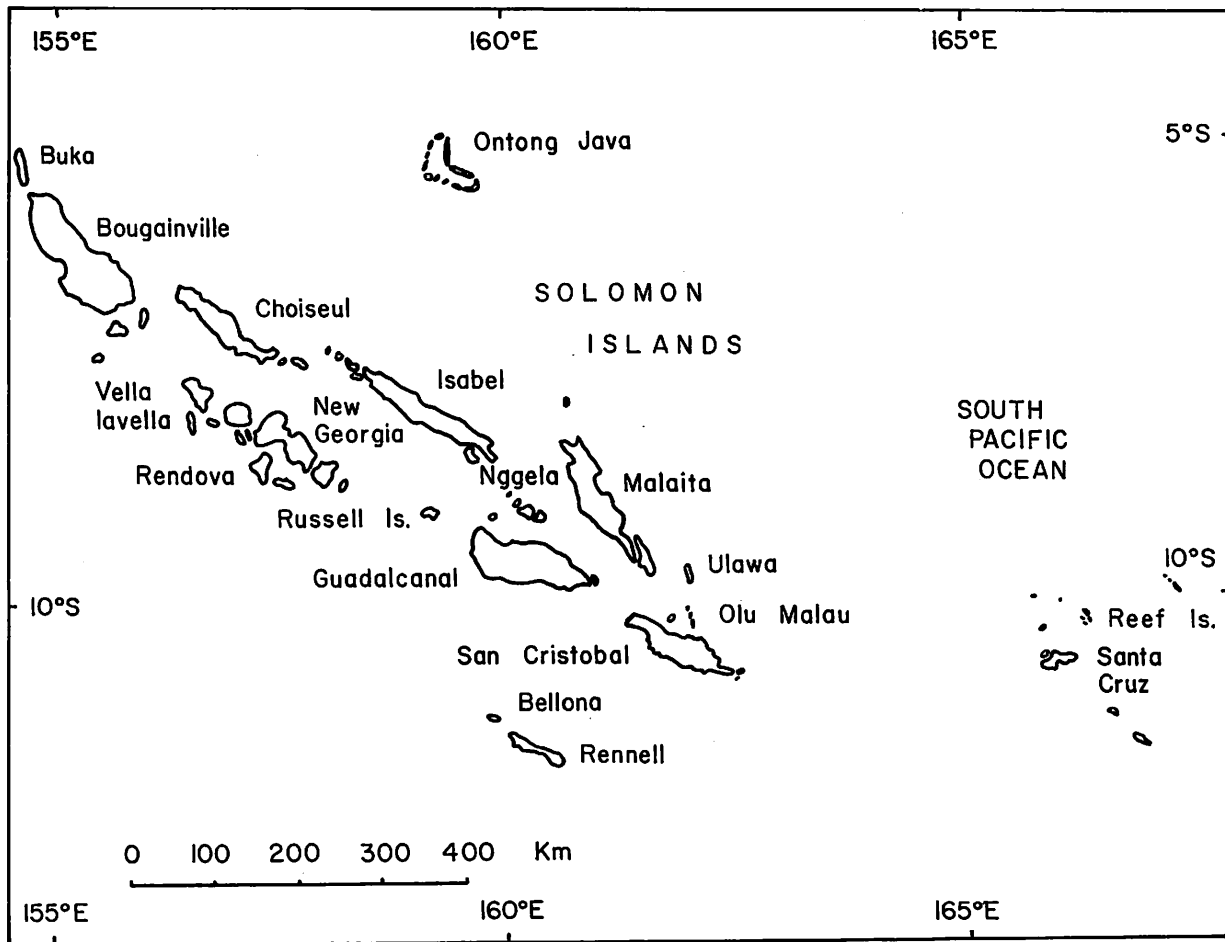 155°E
160°E
165°E
5°S
Ontong Java
Buka
Bougainville
SOLOMON
ISLANDS
Choiseul
Isabel
Vella
lavella
New
Georgia
SOUTH
PACIFIC
OCEAN
Rendova
Nggela
Malaita
Russell Is.
Guadalcanal
Ulawa
10°S
10°S
Olu Malau
Reef Is.
San Cristobal
Santa
Cruz
Bellona
Rennell
0 100 200 300 400 Km
155°E
160°E
165°E